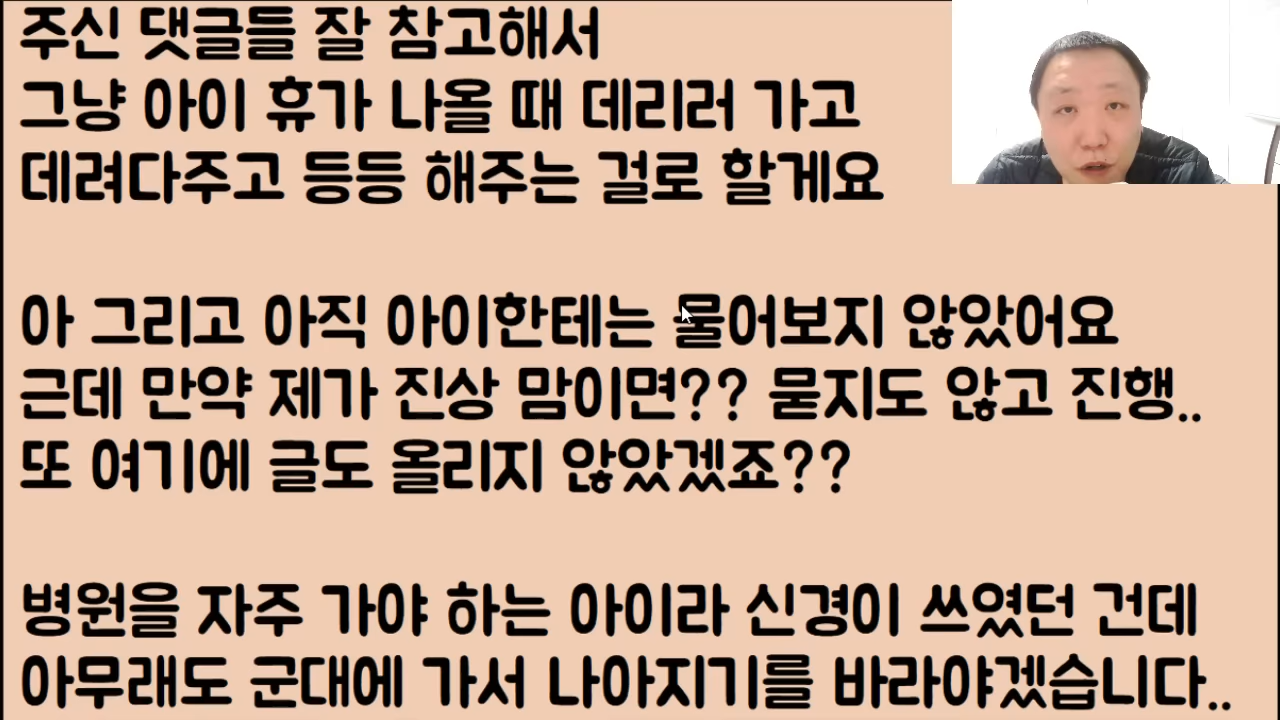 주신 댓글들 잘 참고해서
그냥 아이 휴가 나올 때 데리러 가고
데려다주고 등등 해주는 걸로 할게요
아 그리고 아직 아이한테는 물어보지 않았어요
근데 만약 제가 진상 맘이면?? 묻지도 않고 진행..
또 여기에 글도 올리지 않았겠죠??
병원을 자주 가야 하는 아이라 신경이 쓰였던 건데
아무래도 군대에 가서 나아지기를 바라야겠습니다..